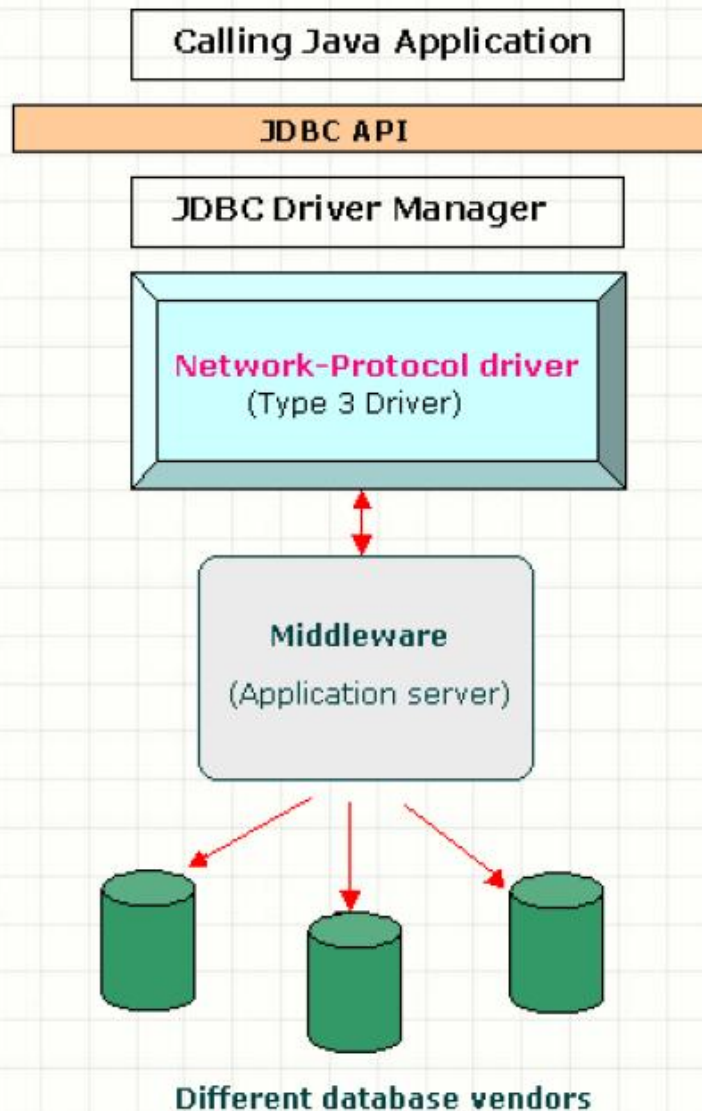 Calling Java Application
JDBC API
JDBC Driver Manager
Network-Protocol driver
(Type 3 Driver)
Middleware
(Application server)
Different database vendors